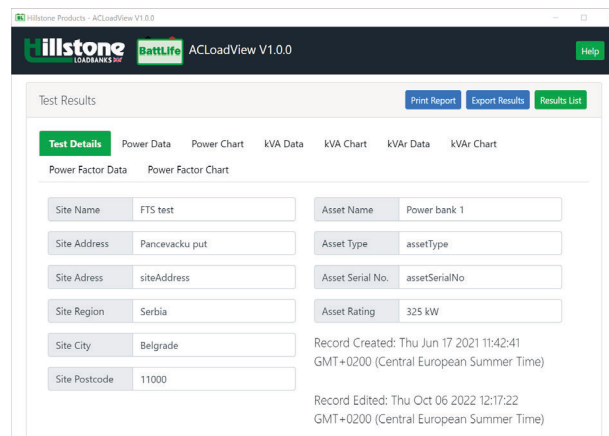 Hillstone Products - ACLoadView V1.0.0
Hillstone
LOADBANKS
BattLife
ACLoadView V1.0.0
Help
Test Results
Print Report
Export Results
Results List
Test Details
Power Data
Power Chart
kVA Data
kVA Chart
kVAr Data
kVAr Chart
Power Factor Data
Power Factor Chart
Site Name
FTS test
Site Address
Pancevacku put
Site Adress
siteAddress
Site Region
Serbia
Site City
Belgrade
Site Postcode
11000
Asset Name
Power bank 1
Asset Type
assetType
Asset Serial No.
assetSerialNo
Asset Rating
325 kW
Record Created: Thu Jun 17 2021 11:42:41
GMT+0200 (Central European Summer Time)
Record Edited: Thu Oct 06 2022 12:17:22
GMT+0200 (Central European Summer Time)